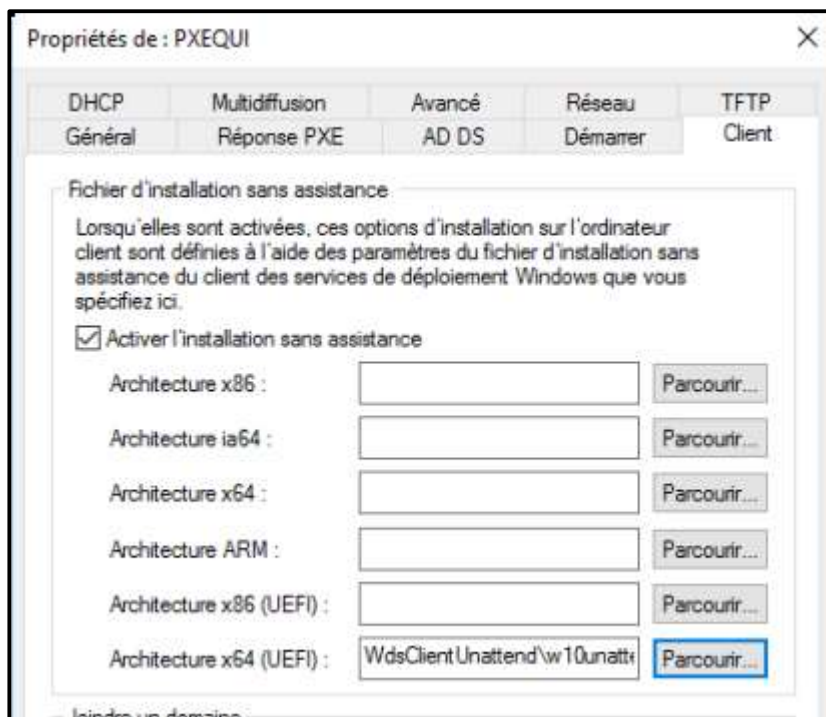 Propriétés de : PXEQUI
DHCP Multidiffusion Avancé Réseau TFTP
Général Réponse PXE AD DS Démarrer Client
Fichier d'installation sans assistance
Lorsqu'elles sont activées, ces options d'installation sur l'ordinateur
client sont définies à l'aide des paramètres du fichier d'installation sans
assistance du client des services de déploiement Windows que vous
spécifiez ici.
Activer l'installation sans assistance
Architecture x86 : Parcourir...
Architecture ia64 : Parcourir...
Architecture x64 : Parcourir...
Architecture ARM : Parcourir...
Architecture x86 (UEFI) : Parcourir...
Architecture x64 (UEFI) : WdsClientUnattend\w10unatte Parcourir...
Joindre un domaine